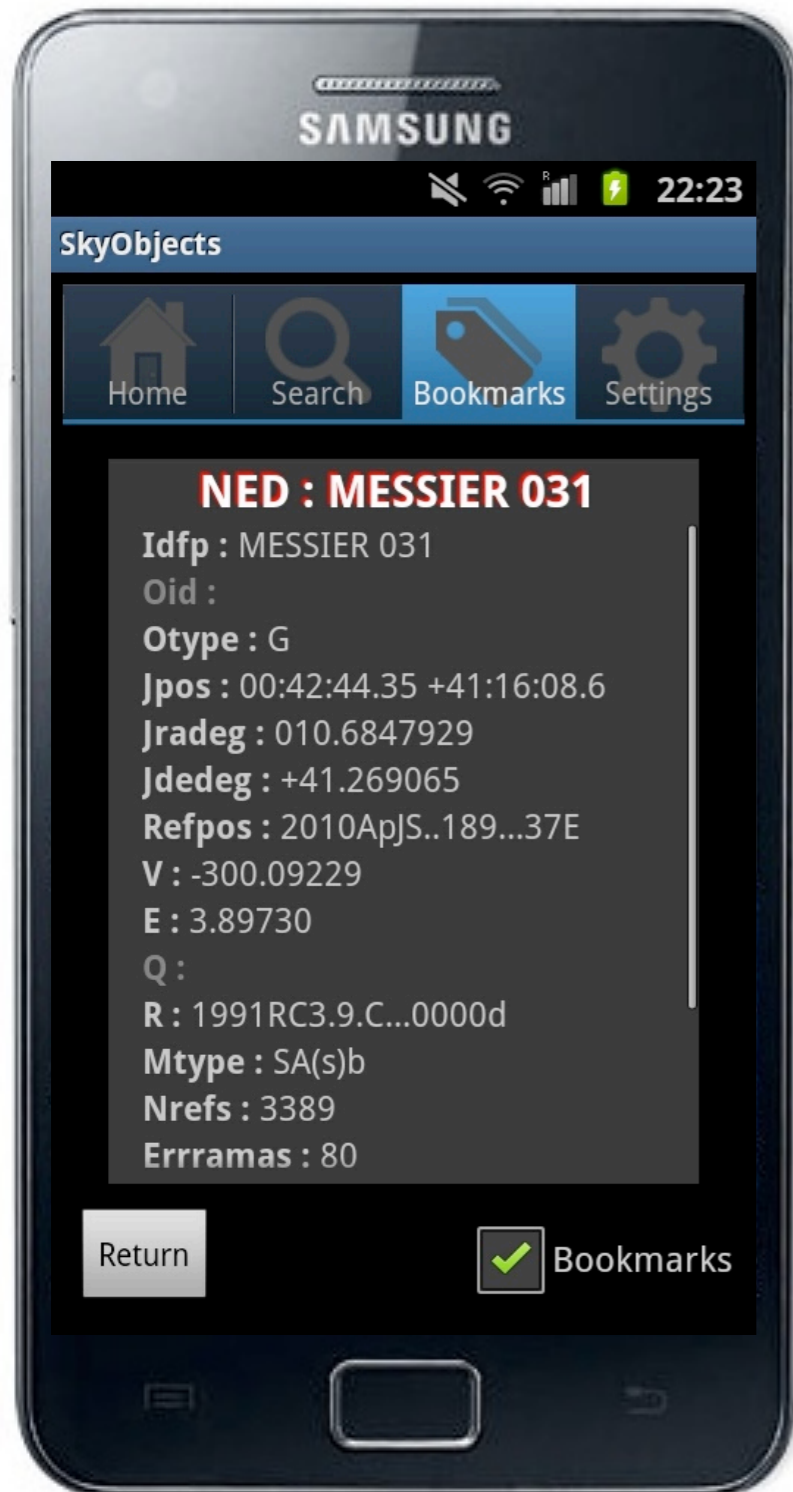 SAMSUNG
R
22:23
SkyObjects
Home Search Bookmarks Settings
NED : MESSIER 031
Idfp : MESSIER 031
Oid :
Otype : G
Jpos : 00:42:44.35 +41:16:08.6
Jradeg : 010.6847929
Jdedeg : +41.269065
Refpos : 2010ApJS..189...37E
V : -300.09229
E : 3.89730
Q :
R : 1991RC3.9.C...0000d
Mtype : SA(s)b
Nrefs : 3389
Errramas : 80
Return Bookmarks